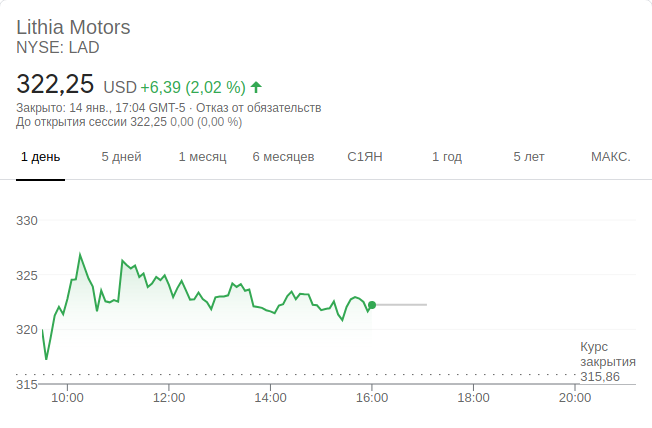 Lithia Motors
NYSE: LAD
322,25 USD +6,39 (2,02 %)
Закрыто: 14 янв., 17:04 GMT-5 · Отказ от обязательств
До открытия сессии 322,25 0,00 (0,00 %)
1 день 5 дней 1 месяц 6 месяцев С1ЯН 1 год 5 лет МАКС.
330
325
320
Курс
закрытия
315,86
315
10:00 12:00 14:00 16:00 18:00 20:00